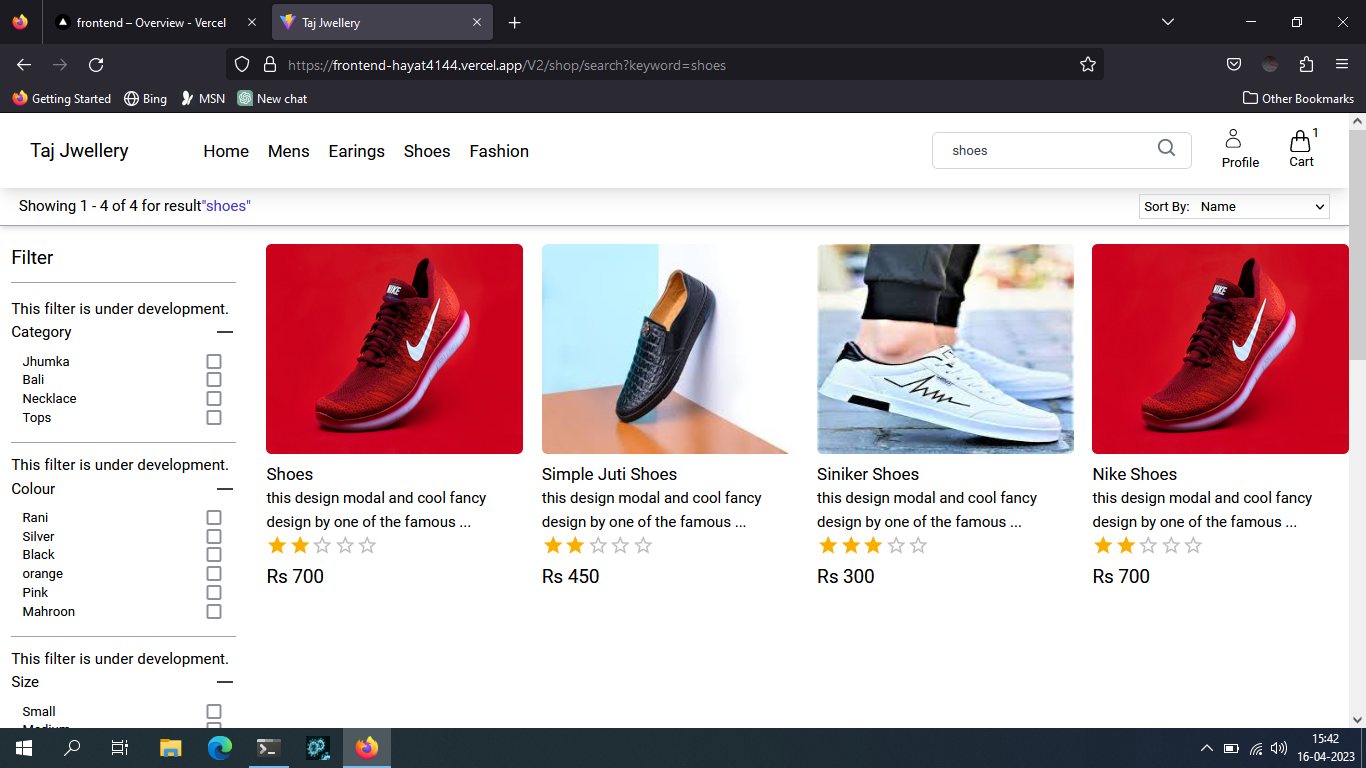 frontend – Overview - Vercel
Taj Jwellery
https://frontend-hayat4144.vercel.app/V2/shop/search?keyword=shoes
Getting Started
Bing
MSN
New chat
Other Bookmarks
Taj Jwellery
Home
Mens
Earings
Shoes
Fashion
shoes
Profile
1
Cart
Showing 1 - 4 of 4 for result"shoes"
Sort By: Name
Filter
This filter is under development.
Category
Jhumka
Bali
Necklace
Tops
This filter is under development.
Colour
Rani
Silver
Black
orange
Pink
Mahroon
This filter is under development.
Size
Small
Medium
NIKE
Shoes
this design modal and cool fancy
design by one of the famous ...
Rs 700
Simple Juti Shoes
this design modal and cool fancy
design by one of the famous ...
Rs 450
Siniker Shoes
this design modal and cool fancy
design by one of the famous ...
Rs 300
NIKE
Nike Shoes
this design modal and cool fancy
design by one of the famous ...
Rs 700
15:42
16-04-2023